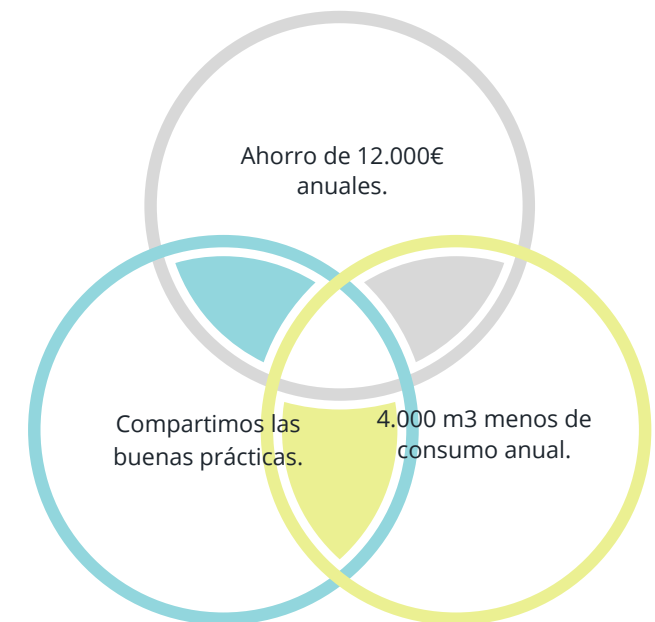 Ahorro de 12.000€
anuales.
Compartimos las
buenas prácticas.
4.000 m3 menos de
consumo anual.